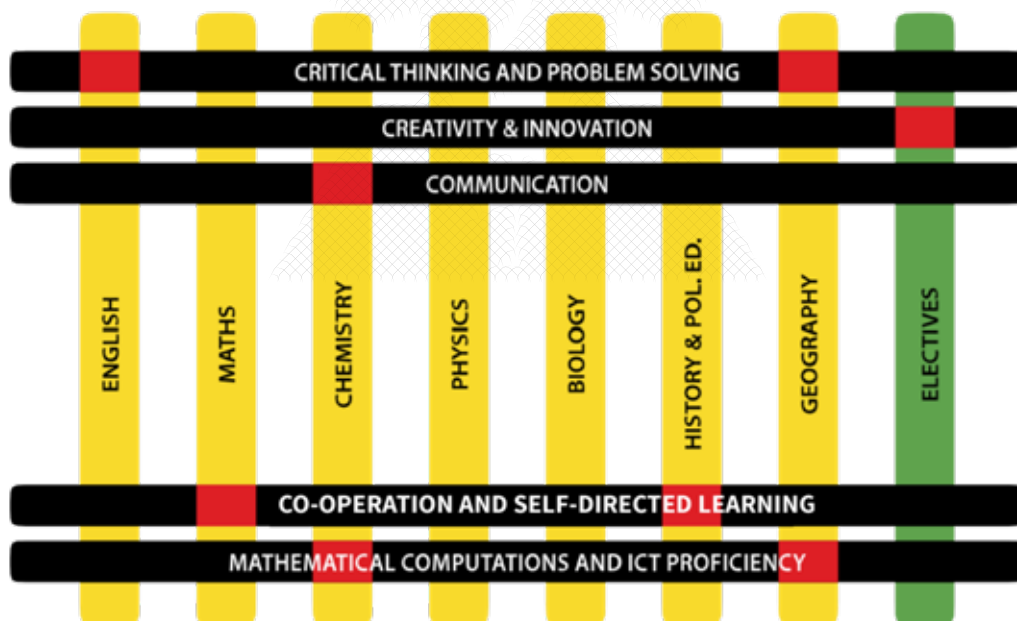 CRITICAL THINKING AND PROBLEM SOLVING
CREATIVITY & INNOVATION
COMMUNICATION
ENGLISH
MATHS
CHEMISTRY
PHYSICS
BIOLOGY
HISTORY & POL. ED.
GEOGRAPHY
ELECTIVES
CO-OPERATION AND SELF-DIRECTED LEARNING
MATHEMATICAL COMPUTATIONS AND ICT PROFICIENCY